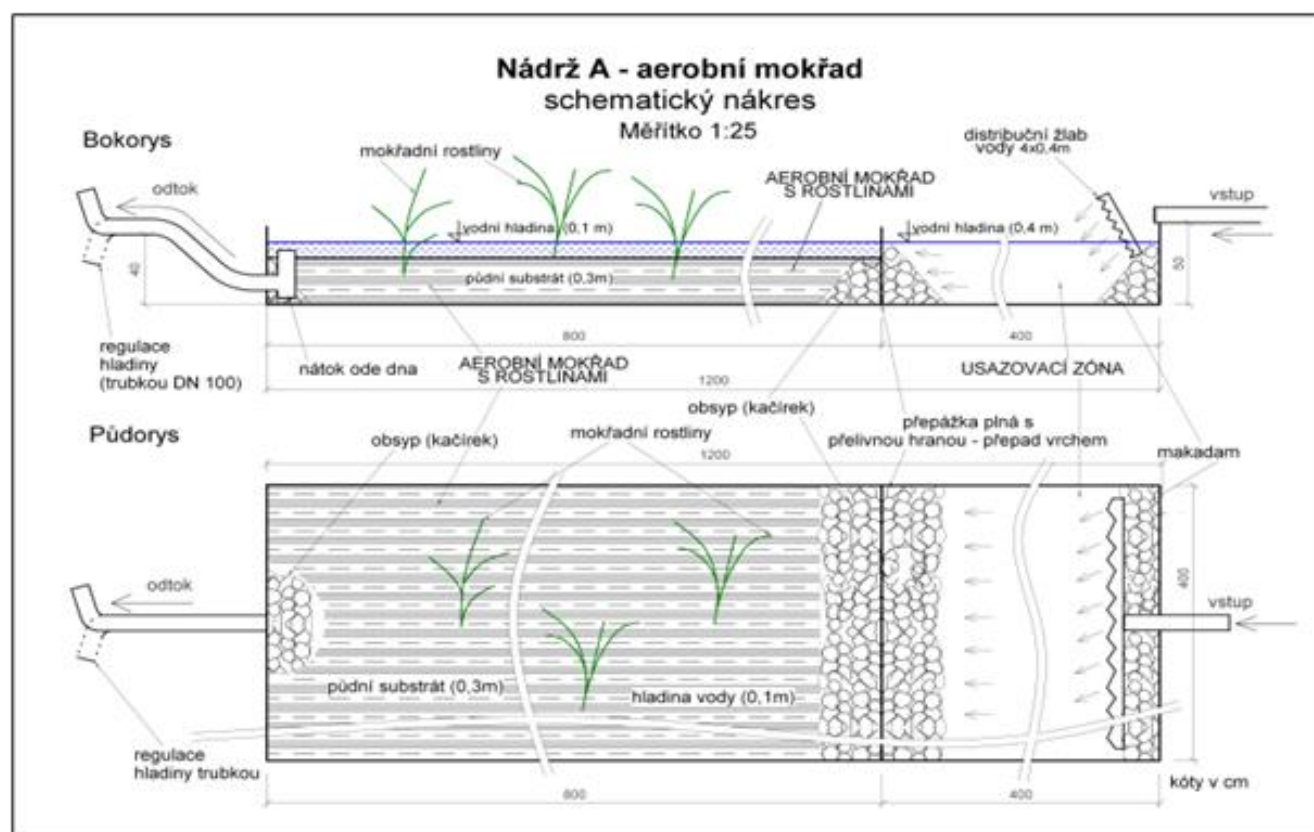 Nádrž A - aerobní mokřad
schematický nákres
Měřítko 1:25
Bokorys
mokřadní rostliny
distribuční žlab
vody 4x0,4m
odtok
AEROBNÍ MOKŘAD
S ROSTLINAMI
vstup
vodní hladina (0,1 m)
vodní hladina (0,4 m)
40
půdní substrát (0,3m)
50
800
400
regulace
hladiny
(trubkou DN 100)
nátok ode dna
AEROBNÍ MOKŘAD
S ROSTLINAMI
1200
USAZOVACÍ ZÓNA
Půdorys
obsyp (kačírek)
obsyp (kačírek)
mokřadní rostliny
přepážka plná s
přelivnou hranou - přepad vrchem
makadam
1200
odtok
400
vstup
půdní substrát (0,3m)
hladina vody (0,1m)
regulace
hladiny trubkou
kóty v cm
800
400